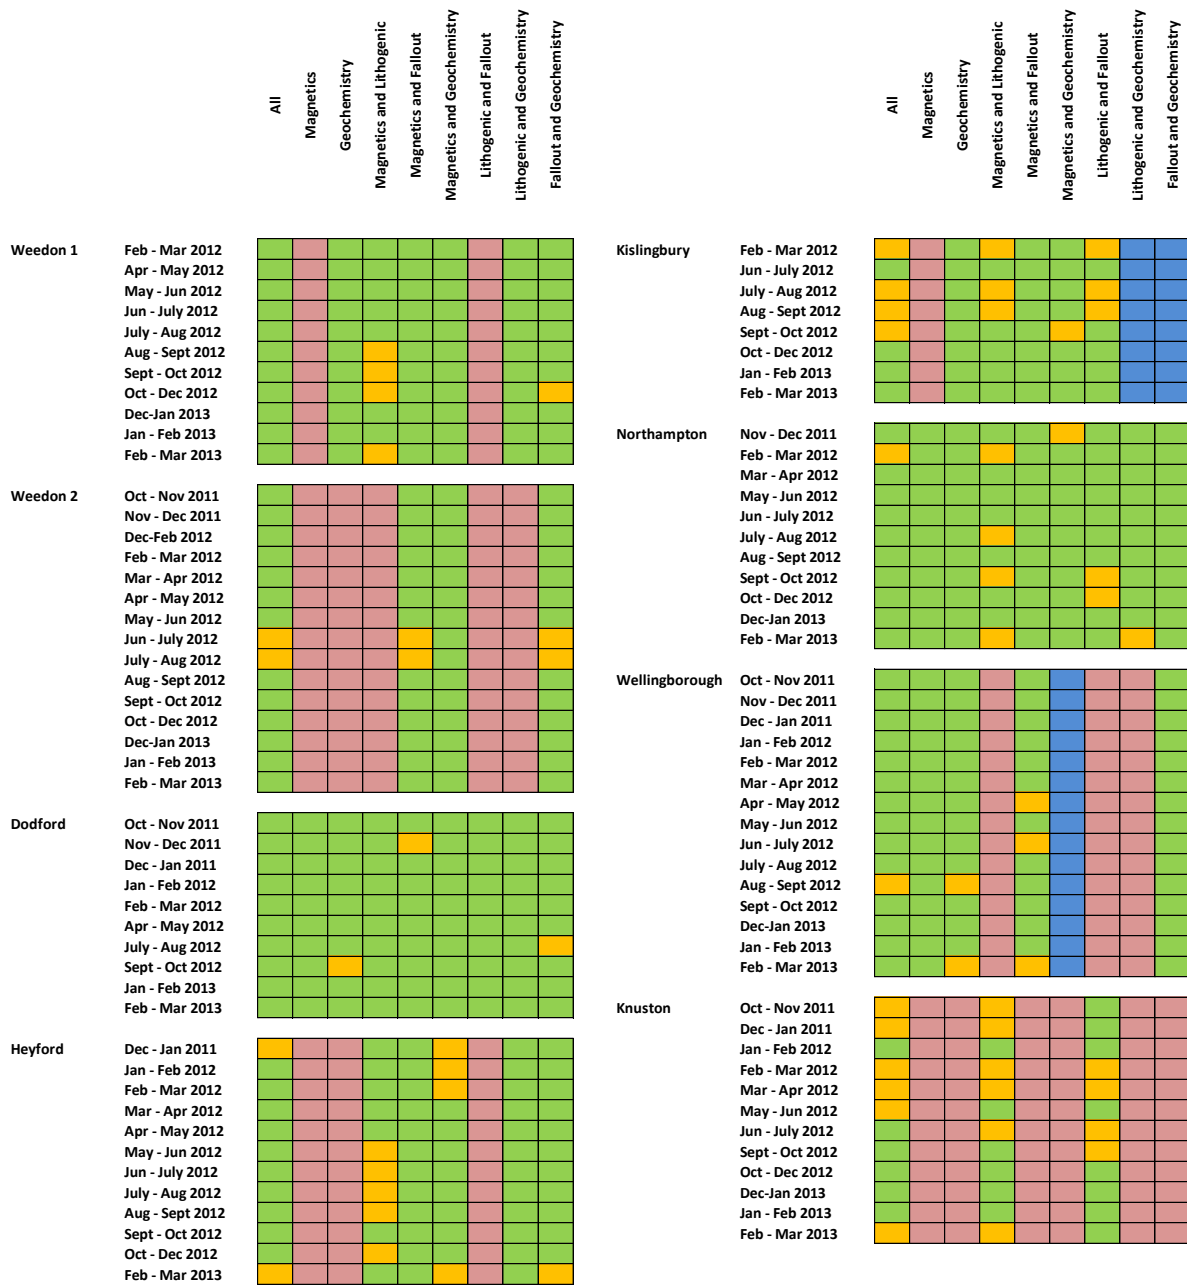 All
Magnetics
Geochemistry
Magnetics and Lithogenic
Magnetics and Fallout
Magnetics and Geochemistry
Lithogenic and Fallout
Lithogenic and Geochemistry
Fallout and Geochemistry
Weedon 1 Feb - Mar 2012
Apr - May 2012
May - Jun 2012
Jun - July 2012
July - Aug 2012
Aug - Sept 2012
Sept - Oct 2012
Oct - Dec 2012
Dec-Jan 2013
Jan - Feb 2013
Feb - Mar 2013
Weedon 2 Oct - Nov 2011
Nov - Dec 2011
Dec-Feb 2012
Feb - Mar 2012
Mar - Apr 2012
Apr - May 2012
May - Jun 2012
Jun - July 2012
July - Aug 2012
Aug - Sept 2012
Sept - Oct 2012
Oct - Dec 2012
Dec-Jan 2013
Jan - Feb 2013
Feb - Mar 2013
Dodford Oct - Nov 2011
Nov - Dec 2011
Dec - Jan 2011
Jan - Feb 2012
Feb - Mar 2012
Apr - May 2012
July - Aug 2012
Sept - Oct 2012
Jan - Feb 2013
Feb - Mar 2013
Heyford Dec - Jan 2011
Jan - Feb 2012
Feb - Mar 2012
Mar - Apr 2012
Apr - May 2012
May - Jun 2012
Jun - July 2012
July - Aug 2012
Aug - Sept 2012
Sept - Oct 2012
Oct - Dec 2012
Feb - Mar 2013
All
Magnetics
Geochemistry
Magnetics and Lithogenic
Magnetics and Fallout
Magnetics and Geochemistry
Lithogenic and Fallout
Lithogenic and Geochemistry
Fallout and Geochemistry
Kislingbury Feb - Mar 2012
Jun - July 2012
July - Aug 2012
Aug - Sept 2012
Sept - Oct 2012
Oct - Dec 2012
Jan - Feb 2013
Feb - Mar 2013
Northampton Nov - Dec 2011
Feb - Mar 2012
Mar - Apr 2012
May - Jun 2012
Jun - July 2012
July - Aug 2012
Aug - Sept 2012
Sept - Oct 2012
Oct - Dec 2012
Dec-Jan 2013
Feb - Mar 2013
Wellingborough Oct - Nov 2011
Nov - Dec 2011
Dec - Jan 2011
Jan - Feb 2012
Feb - Mar 2012
Mar - Apr 2012
Apr - May 2012
May - Jun 2012
Jun - July 2012
July - Aug 2012
Aug - Sept 2012
Sept - Oct 2012
Dec-Jan 2013
Jan - Feb 2013
Feb - Mar 2013
Knuston Oct - Nov 2011
Dec - Jan 2011
Jan - Feb 2012
Feb - Mar 2012
Mar - Apr 2012
May - Jun 2012
Jun - July 2012
Sept - Oct 2012
Oct - Dec 2012
Dec-Jan 2013
Jan - Feb 2013
Feb - Mar 2013